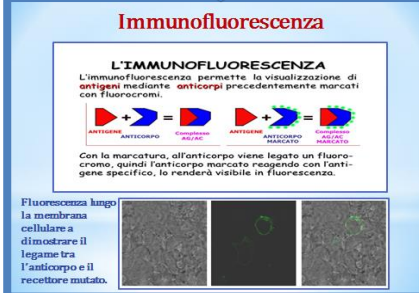 Immunofluorescenza
L'IMMUNOFLUORESCENZA
L'immunofluorescenza permette la visualizzazione di
antigeni mediante anticorpi precedentemente marcati
con fluorocromi.
+ = + =
ANTIGENE ANTICORPO Complesso AG/AC ANTIGENE ANTICORPO MARCATO Complesso AG/AC MARCATO
Con la marcatura, all'anticorpo viene legato un fluoro-
cromo, quindi l'anticorpo marcato reagendo con l'anti-
gene specifico, lo renderà visibile in fluorescenza.
Fluorescenza lungo
la membrana
cellulare a
dimostrare il
legame tra
l'anticorpo e il
recettore mutato.